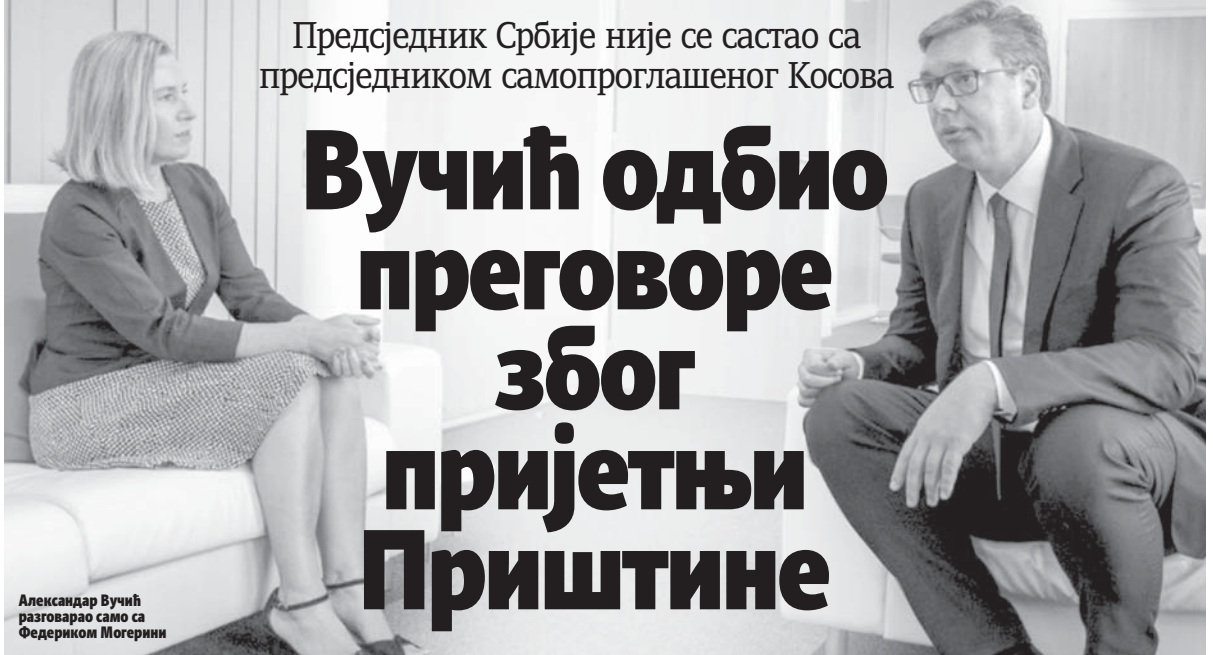 Предсједник Србије није се састао са
предсједником самопроглашеног Косова
Вучић одбио
преговоре
због
пријетњи
Приштине
Александар Вучић
разговарао само са
Федериком Могерини